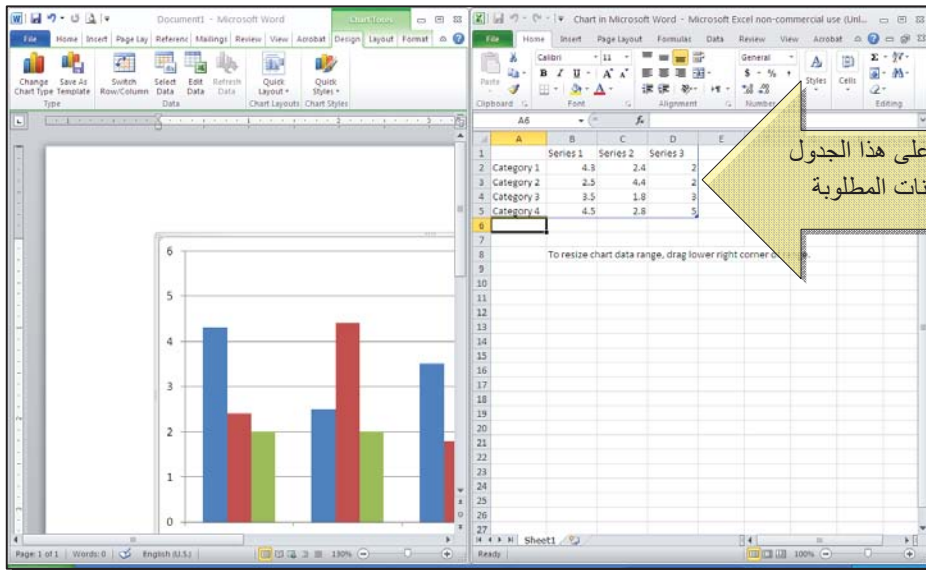 Document1 - Microsoft Word
Chart Tools
File Home Insert Page Lay Referenc Mailings Review View Acrobat Design Layout Format
Change Chart Type
Save As Template
Switch Row/Column
Select Data
Edit Data
Refresh Data
Quick Layout
Quick Styles
Type
Data
Chart Layouts
Chart Styles
6
5
4
3
2
1
0
Page: 1 of 1 Words: 0 English (U.S.) 130%
Chart in Microsoft Word - Microsoft Excel non-commercial use (Unl...
File Home Insert Page Layout Formulas Data Review View Acrobat
Paste
Calibri 11
B I U
General
$ % ,
Styles
Cells
Clipboard Font Alignment Number Editing
A6 fx
A B C D E
1 Series 1 Series 2 Series 3
2 Category 1 4.3 2.4 2
3 Category 2 2.5 4.4 2
4 Category 3 3.5 1.8 3
5 Category 4 4.5 2.8 5
6
7
8 To resize chart data range, drag lower right corner
9
10
11
12
13
14
15
16
17
18
19
20
21
22
23
24
25
26
27
Sheet1
Ready 100%
على هذا الجدول
نات المطلوبة